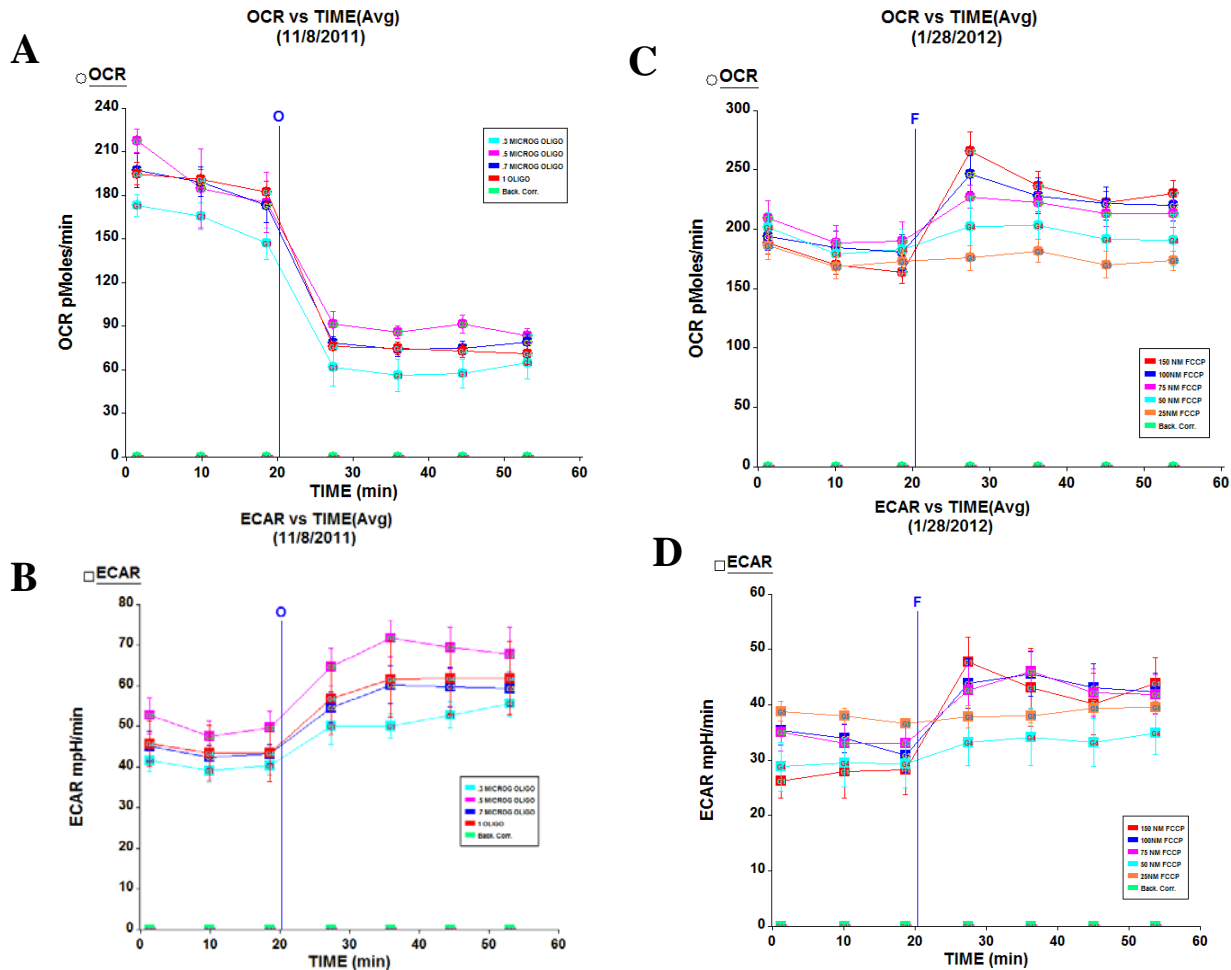 A
OCR vs TIME(Avg)
(11/8/2011)
OCR
OCR pMoles/min
240
210
180
150
120
90
60
30
0
O
.3 MICROG OLIGO
.5 MICROG OLIGO
.7 MICROG OLIGO
1 OLIGO
Back. Corr.
0 10 20 30 40 50 60
TIME (min)
B
ECAR vs TIME(Avg)
(11/8/2011)
ECAR
ECAR mpH/min
80
70
60
50
40
30
20
10
0
O
.3 MICROG OLIGO
.5 MICROG OLIGO
.7 MICROG OLIGO
1 OLIGO
Back. Corr.
0 10 20 30 40 50 60
TIME (min)
C
OCR vs TIME(Avg)
(1/28/2012)
OCR
OCR pMoles/min
300
250
200
150
100
50
0
F
150 NM FCCP
100NM FCCP
75 NM FCCP
50 NM FCCP
25NM FCCP
Back. Corr.
0 10 20 30 40 50 60
TIME (min)
D
ECAR vs TIME(Avg)
(1/28/2012)
ECAR
ECAR mpH/min
60
50
40
30
20
10
0
F
150 NM FCCP
100NM FCCP
75 NM FCCP
50 NM FCCP
25NM FCCP
Back. Corr.
0 10 20 30 40 50 60
TIME (min)